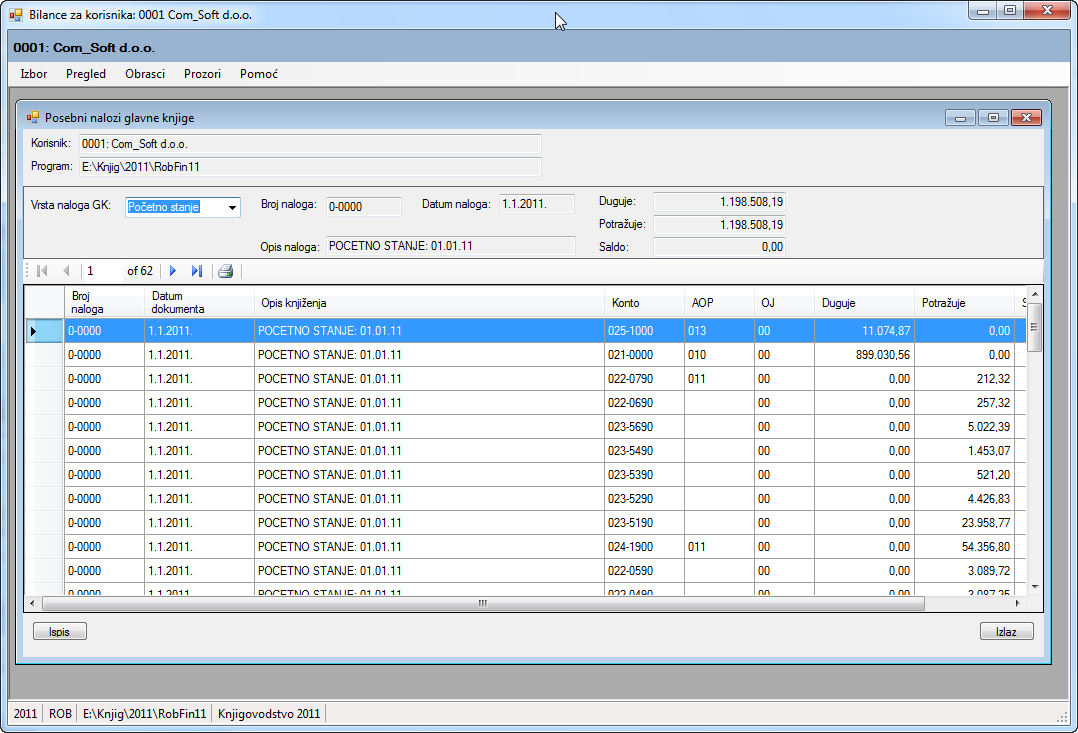 Bilance za korisnika: 0001 Com_Soft d.o.o.
0001: Com_Soft d.o.o.
Izbor Pregled Obrasci Prozori Pomoć
Posebni nalozi glavne knjige
Korisnik: 0001: Com_Soft d.o.o.
Program: E:\Knjig\2011\RobFin11
Vrsta naloga GK: Početno stanje Broj naloga: 0-0000 Datum naloga: 1.1.2011. Duguje: 1.198.508,19
Potražuje: 1.198.508,19
Opis naloga: POCETNO STANJE: 01.01.11 Saldo: 0,00
1 of 62
Broj naloga Datum dokumenta Opis knjiženja Konto AOP OJ Duguje Potražuje
0-0000 1.1.2011. POCETNO STANJE: 01.01.11 025-1000 013 00 11.074,87 0,00
0-0000 1.1.2011. POCETNO STANJE: 01.01.11 021-0000 010 00 899.030,56 0,00
0-0000 1.1.2011. POCETNO STANJE: 01.01.11 022-0790 011 00 0,00 212,32
0-0000 1.1.2011. POCETNO STANJE: 01.01.11 022-0690 00 0,00 257,32
0-0000 1.1.2011. POCETNO STANJE: 01.01.11 023-5690 00 0,00 5.022,39
0-0000 1.1.2011. POCETNO STANJE: 01.01.11 023-5490 00 0,00 1.453,07
0-0000 1.1.2011. POCETNO STANJE: 01.01.11 023-5390 00 0,00 521,20
0-0000 1.1.2011. POCETNO STANJE: 01.01.11 023-5290 00 0,00 4.426,83
0-0000 1.1.2011. POCETNO STANJE: 01.01.11 023-5190 00 0,00 23.958,77
0-0000 1.1.2011. POCETNO STANJE: 01.01.11 024-1900 011 00 0,00 54.356,80
0-0000 1.1.2011. POCETNO STANJE: 01.01.11 022-0590 00 0,00 3.089,72
0-0000 1.1.2011. POCETNO STANJE: 01.01.11 022-0490 00 0,00 3.087,25
Ispis Izlaz
2011 ROB E:\Knjig\2011\RobFin11 Knjigovodstvo 2011